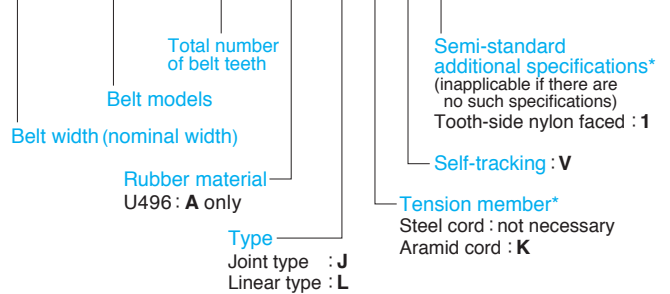 Total number
of belt teeth
Semi-standard
additional specifications*
(inapplicable if there are
no such specifications)
Tooth-side nylon faced : 1
Belt models
Belt width (nominal width)
Self-tracking : V
Rubber material
U496 : A only
Tension member*
Steel cord : not necessary
Aramid cord : K
Type
Joint type : J
Linear type : L